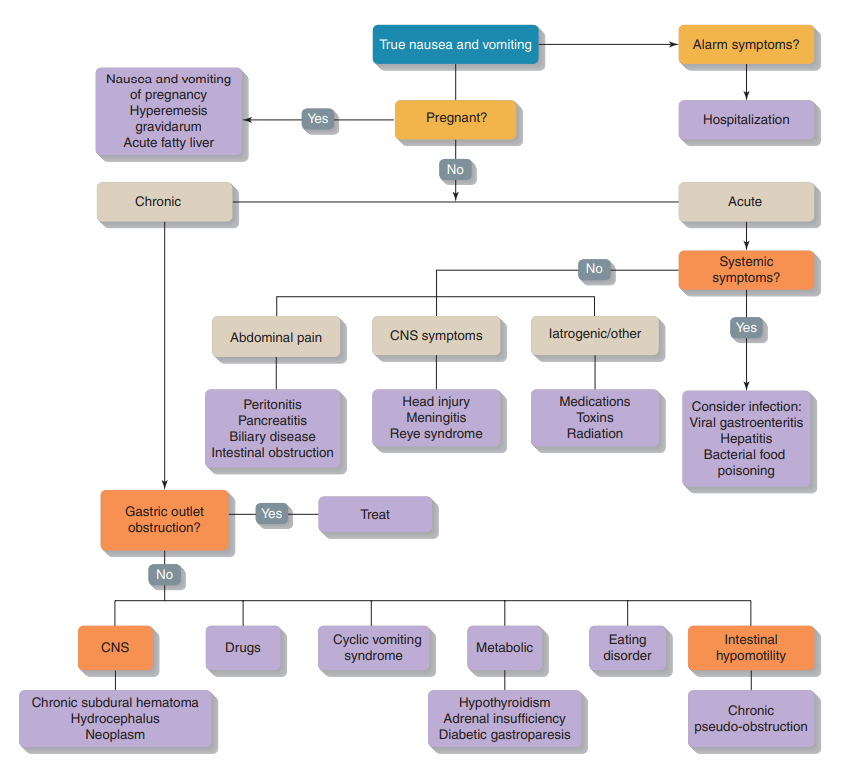 True nausea and vomiting
Alarm symptoms?
Nausea and vomiting
of pregnancy
Hyperemesis
gravidarum
Acute fatty liver
Yes
Pregnant?
Hospitalization
No
Chronic
Acute
Systemic
symptoms?
No
Yes
Abdominal pain
CNS symptoms
Iatrogenic/other
Peritonitis
Pancreatitis
Biliary disease
Intestinal obstruction
Head injury
Meningitis
Reye syndrome
Medications
Toxins
Radiation
Consider infection:
Viral gastroenteritis
Hepatitis
Bacterial food
poisoning
Gastric outlet
obstruction?
Yes
Treat
No
CNS
Drugs
Cyclic vomiting
syndrome
Metabolic
Eating
disorder
Intestinal
hypomotility
Chronic subdural hematoma
Hydrocephalus
Neoplasm
Hypothyroidism
Adrenal insufficiency
Diabetic gastroparesis
Chronic
pseudo-obstruction